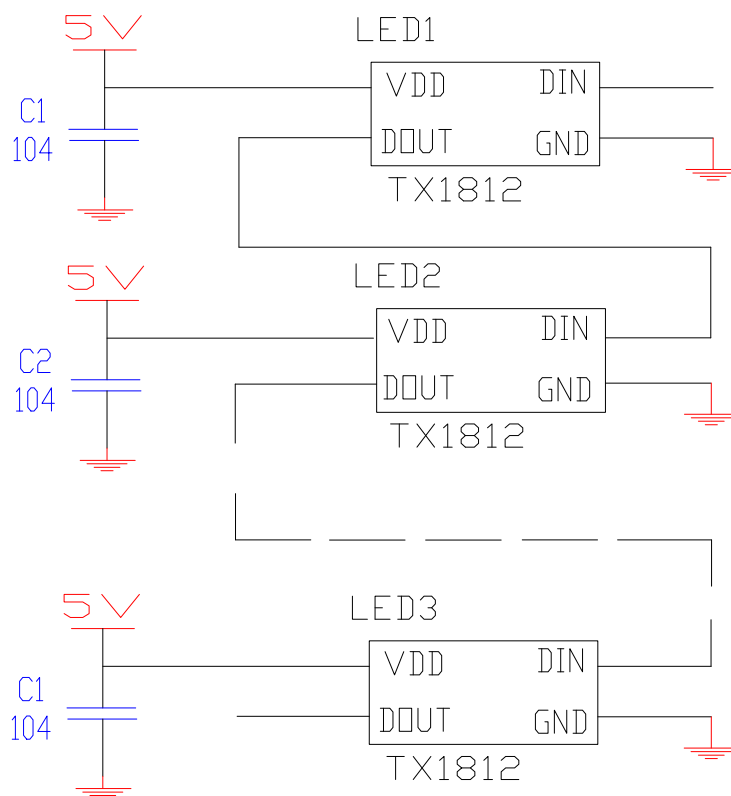 5V
LED1
VDD
DIN
C1
104
DOUT
GND
TX1812
5V
LED2
VDD
DIN
C2
104
DOUT
GND
TX1812
5V
LED3
VDD
DIN
C1
104
DOUT
GND
TX1812